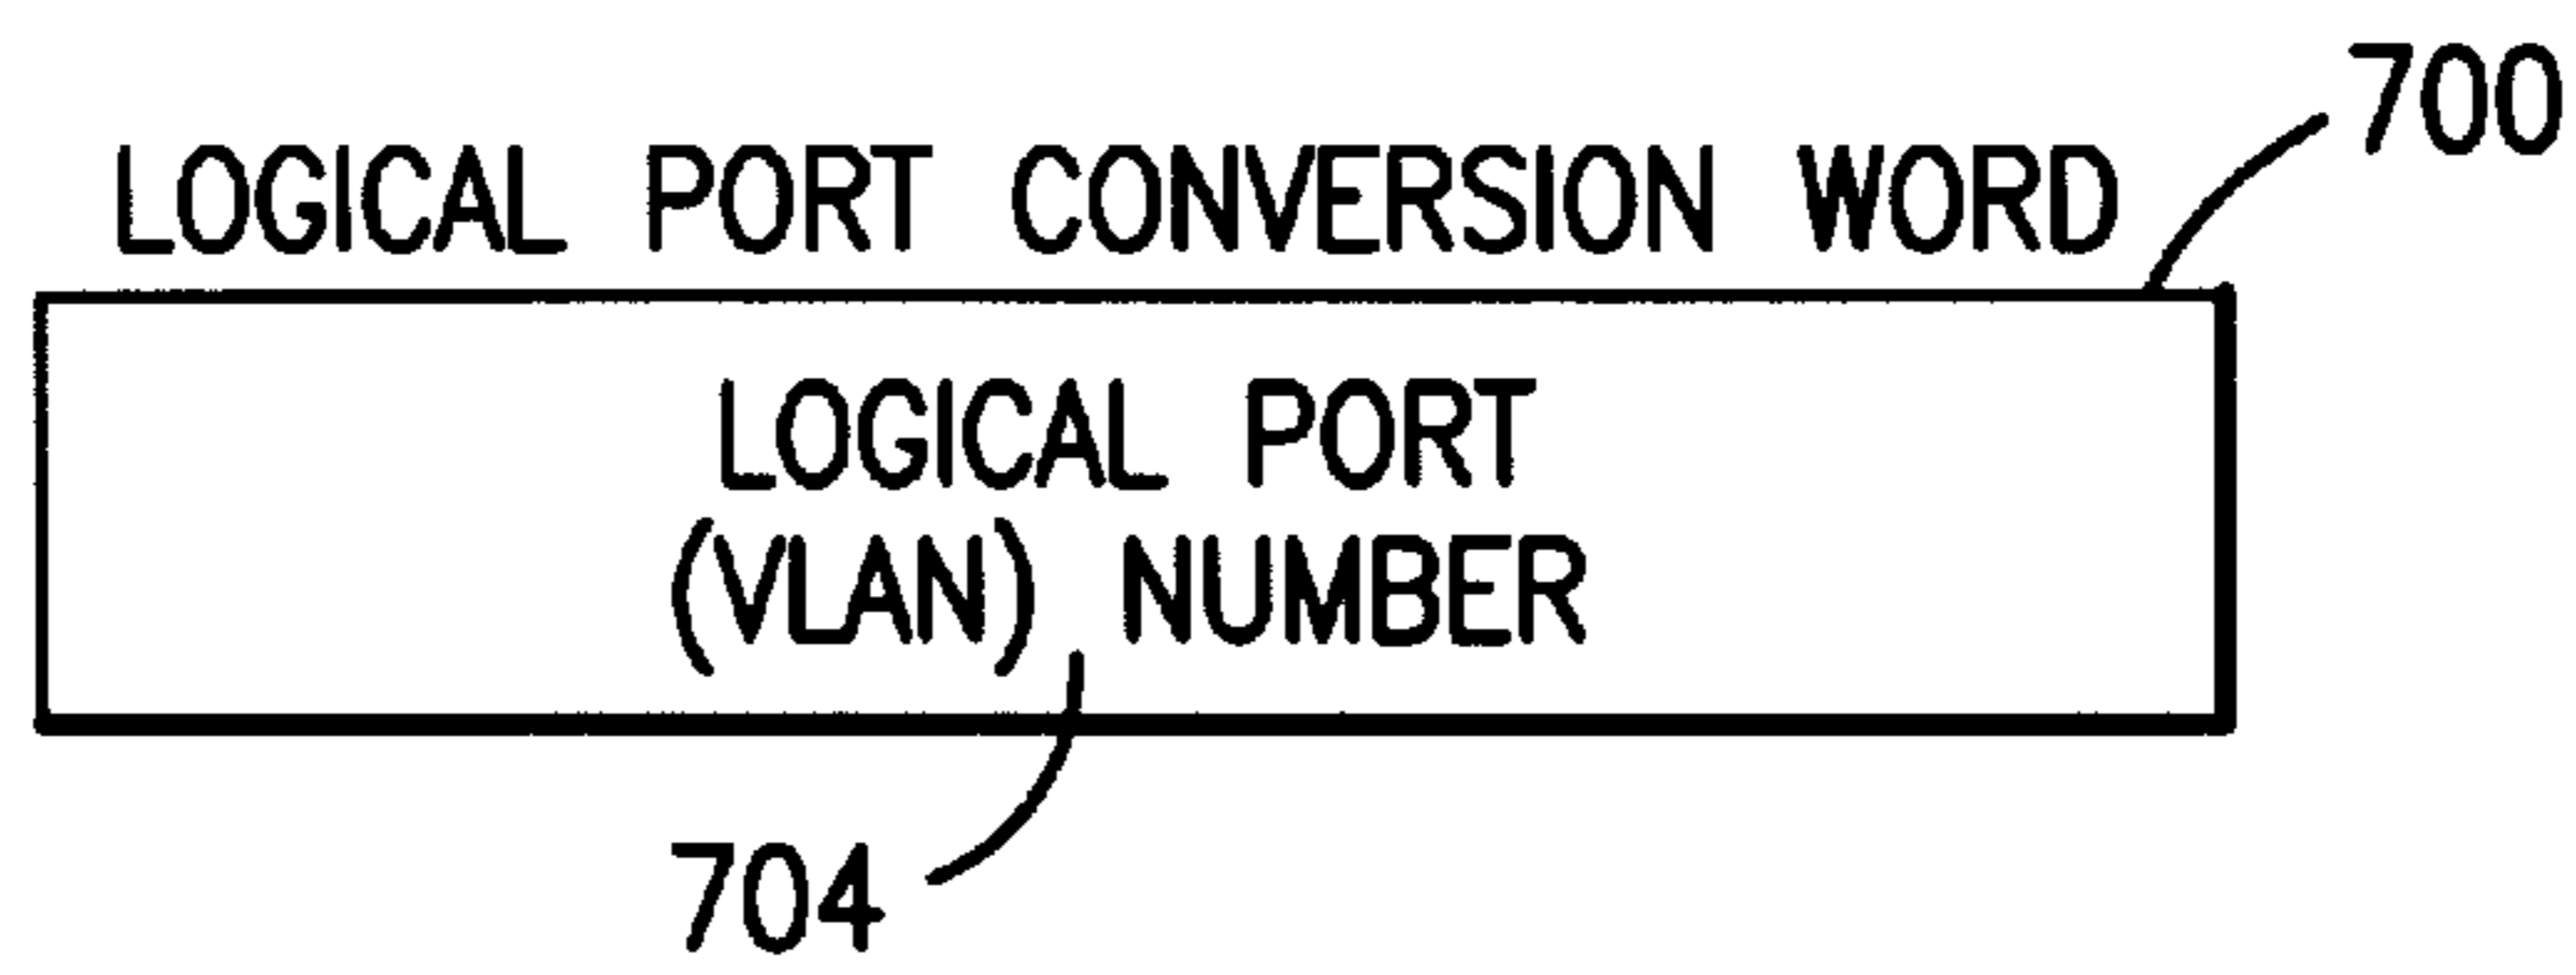 700
LOGICAL PORT CONVERSION WORD
LOGICAL PORT
(VLAN) NUMBER
704